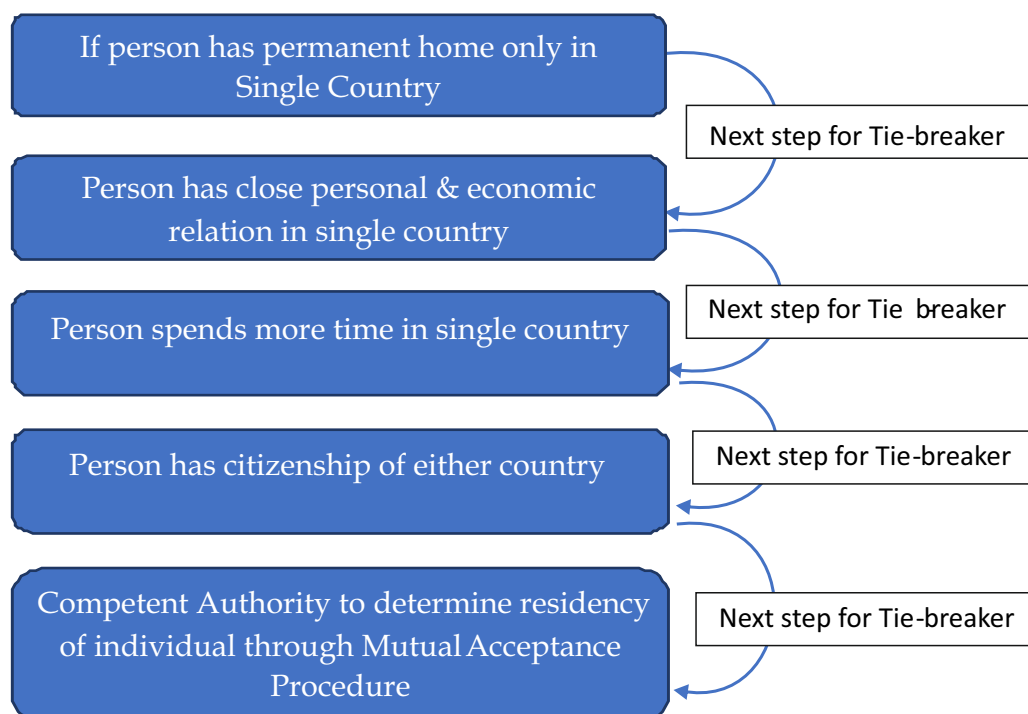 If person has permanent home only in
Single Country
Next step for Tie-breaker
Person has close personal & economic
relation in single country
Next step for Tie breaker
Person spends more time in single country
Next step for Tie-breaker
Person has citizenship of either country
Next step for Tie-breaker
Competent Authority to determine residency
of individual through Mutual Acceptance
Procedure